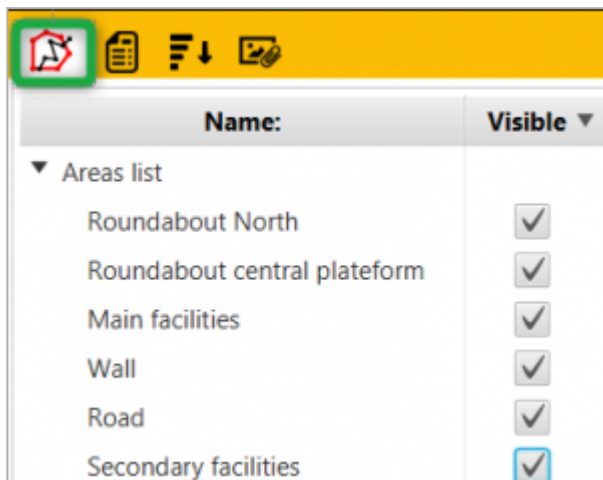 Name: Visible
Areas list
Roundabout North
Roundabout central plateform
Main facilities
Wall
Road
Secondary facilities